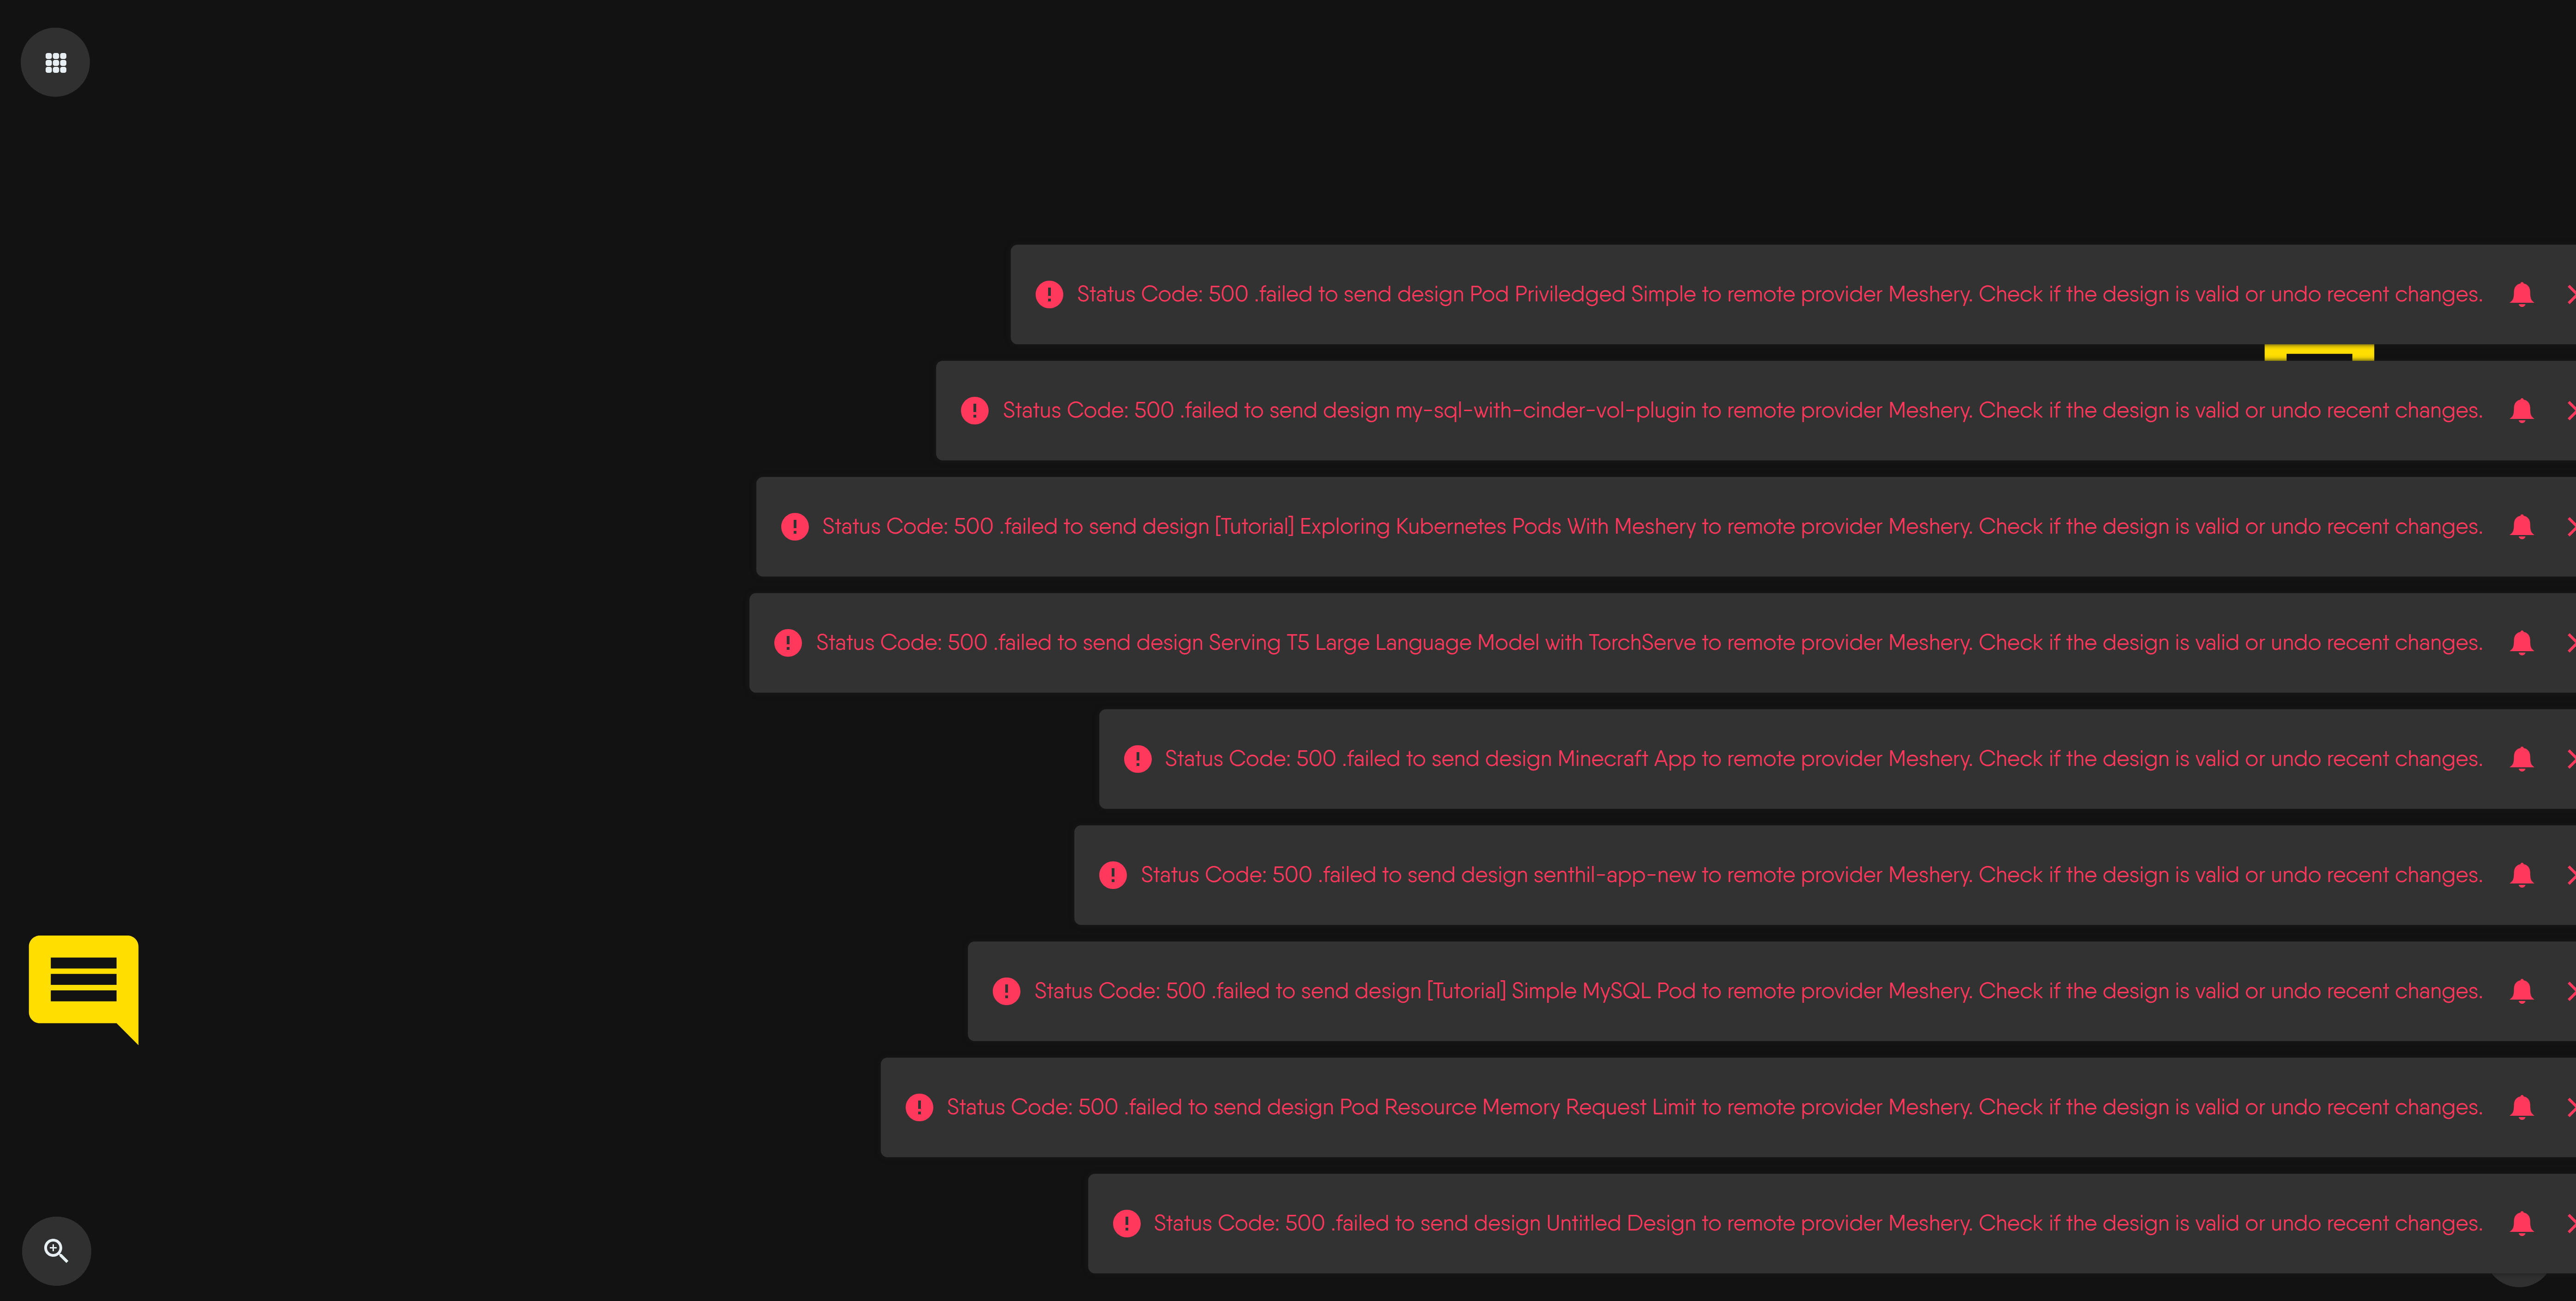 Status Code: 500 .failed to send design Pod Priviledged Simple to remote provider Meshery. Check if the design is valid or undo recent changes.
Status Code: 500 .failed to send design my-sql-with-cinder-vol-plugin to remote provider Meshery. Check if the design is valid or undo recent changes.
Status Code: 500 .failed to send design [Tutorial] Exploring Kubernetes Pods With Meshery to remote provider Meshery. Check if the design is valid or undo recent changes.
Status Code: 500 .failed to send design Serving T5 Large Language Model with TorchServe to remote provider Meshery. Check if the design is valid or undo recent changes.
Status Code: 500 .failed to send design Minecraft App to remote provider Meshery. Check if the design is valid or undo recent changes.
Status Code: 500 .failed to send design senthil-app-new to remote provider Meshery. Check if the design is valid or undo recent changes.
Status Code: 500 .failed to send design [Tutorial] Simple MySQL Pod to remote provider Meshery. Check if the design is valid or undo recent changes.
Status Code: 500 .failed to send design Pod Resource Memory Request Limit to remote provider Meshery. Check if the design is valid or undo recent changes.
Status Code: 500 .failed to send design Untitled Design to remote provider Meshery. Check if the design is valid or undo recent changes.